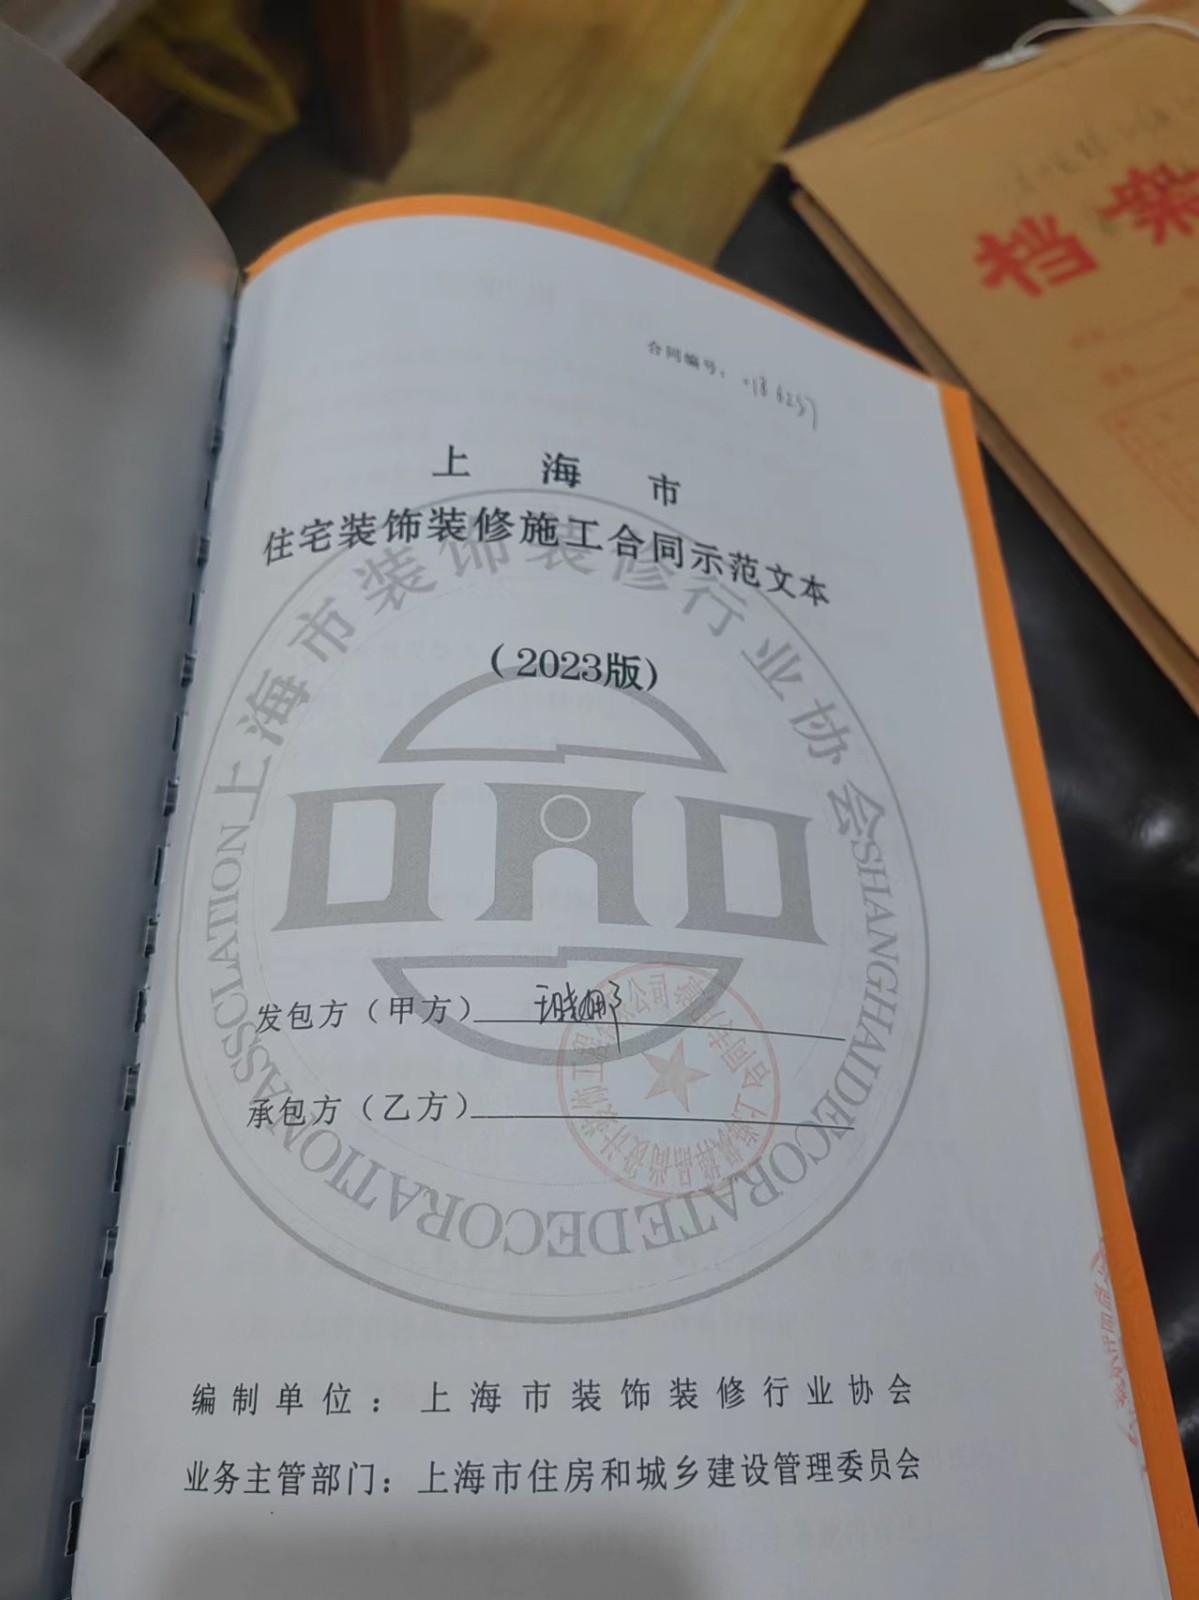 档案
合同编号：0186257
上海市
住宅装饰装修施工合同示范文本
（2023版）
上海市装饰装修行业协会
SHANGHAIDECORATEDECORATIONASSCLATION
发包方（甲方）
承包方（乙方）
编制单位：上海市装饰装修行业协会
业务主管部门：上海市住房和城乡建设管理委员会